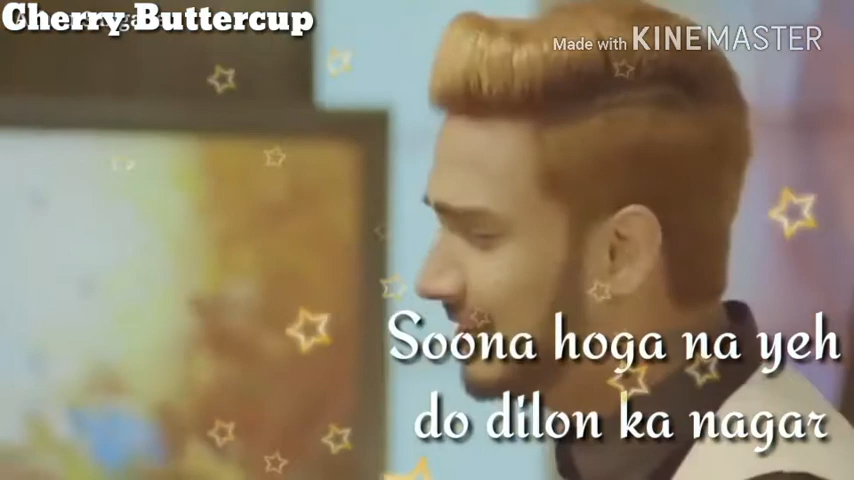 Cherry Buttercup
Made with KINEMASTER
Soona hoga na yeh
do dilon ka nagar